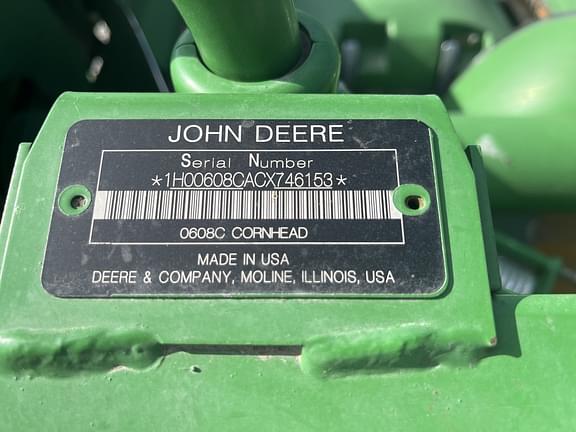 JOHN DEERE
Serial Number
*1H00608CACX746153*
0608C CORNHEAD
MADE IN USA
DEERE & COMPANY, MOLINE, ILLINOIS, USA